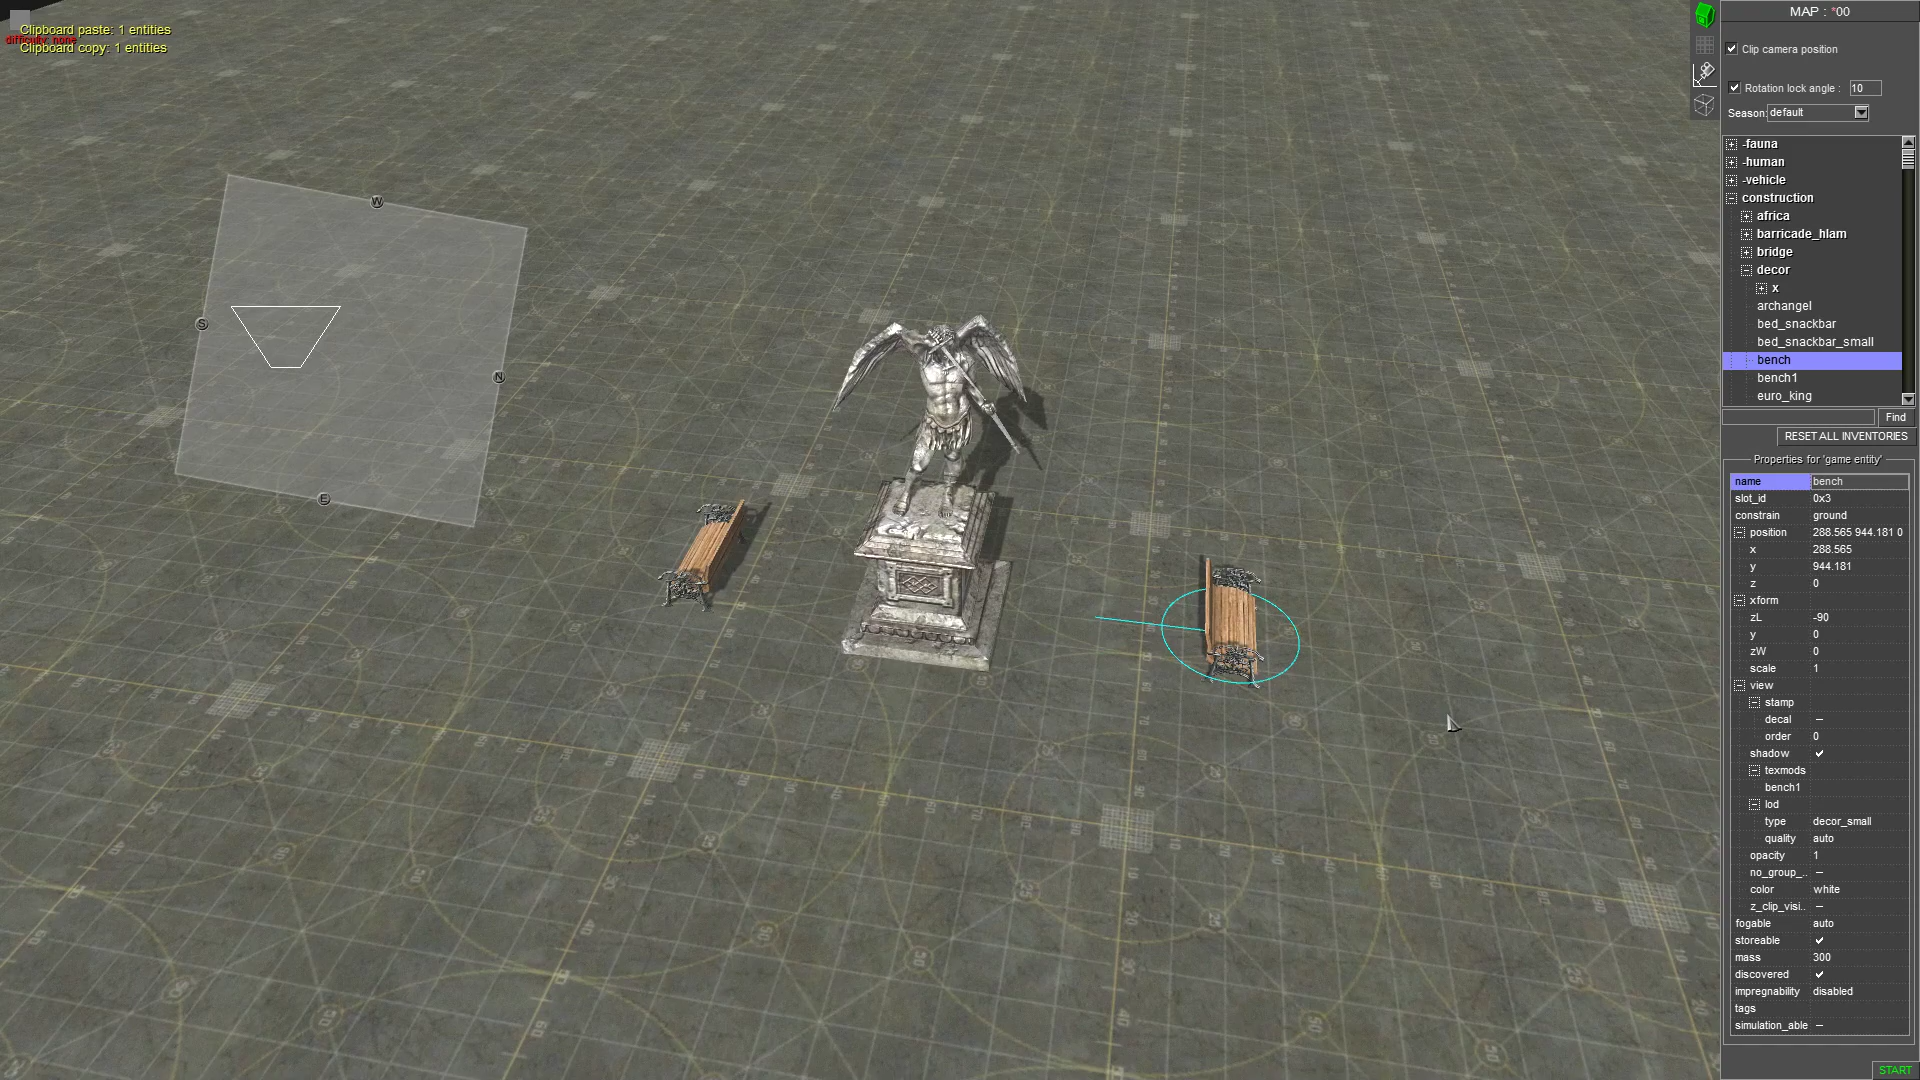 Clipboard paste: 1 entities
difficulty: none
Clipboard copy: 1 entities
W
S
N
E
MAP : *00
Clip camera position
Rotation lock angle : 10
Season: default
-fauna
-human
-vehicle
construction
africa
barricade_hlam
bridge
decor
x
archangel
bed_snackbar
bed_snackbar_small
bench
bench1
euro_king
Find
RESET ALL INVENTORIES
Properties for 'game entity'
name bench
slot_id 0x3
constrain ground
position 288.565 944.181 0
x 288.565
y 944.181
z 0
xform
zL -90
y 0
zW 0
scale 1
view
stamp
decal –
order 0
shadow
texmods
bench1
lod
type decor_small
quality auto
opacity 1
no_group_.. –
color white
z_clip_visi.. –
fogable auto
storeable
mass 300
discovered
impregnability disabled
tags
simulation_able –
START